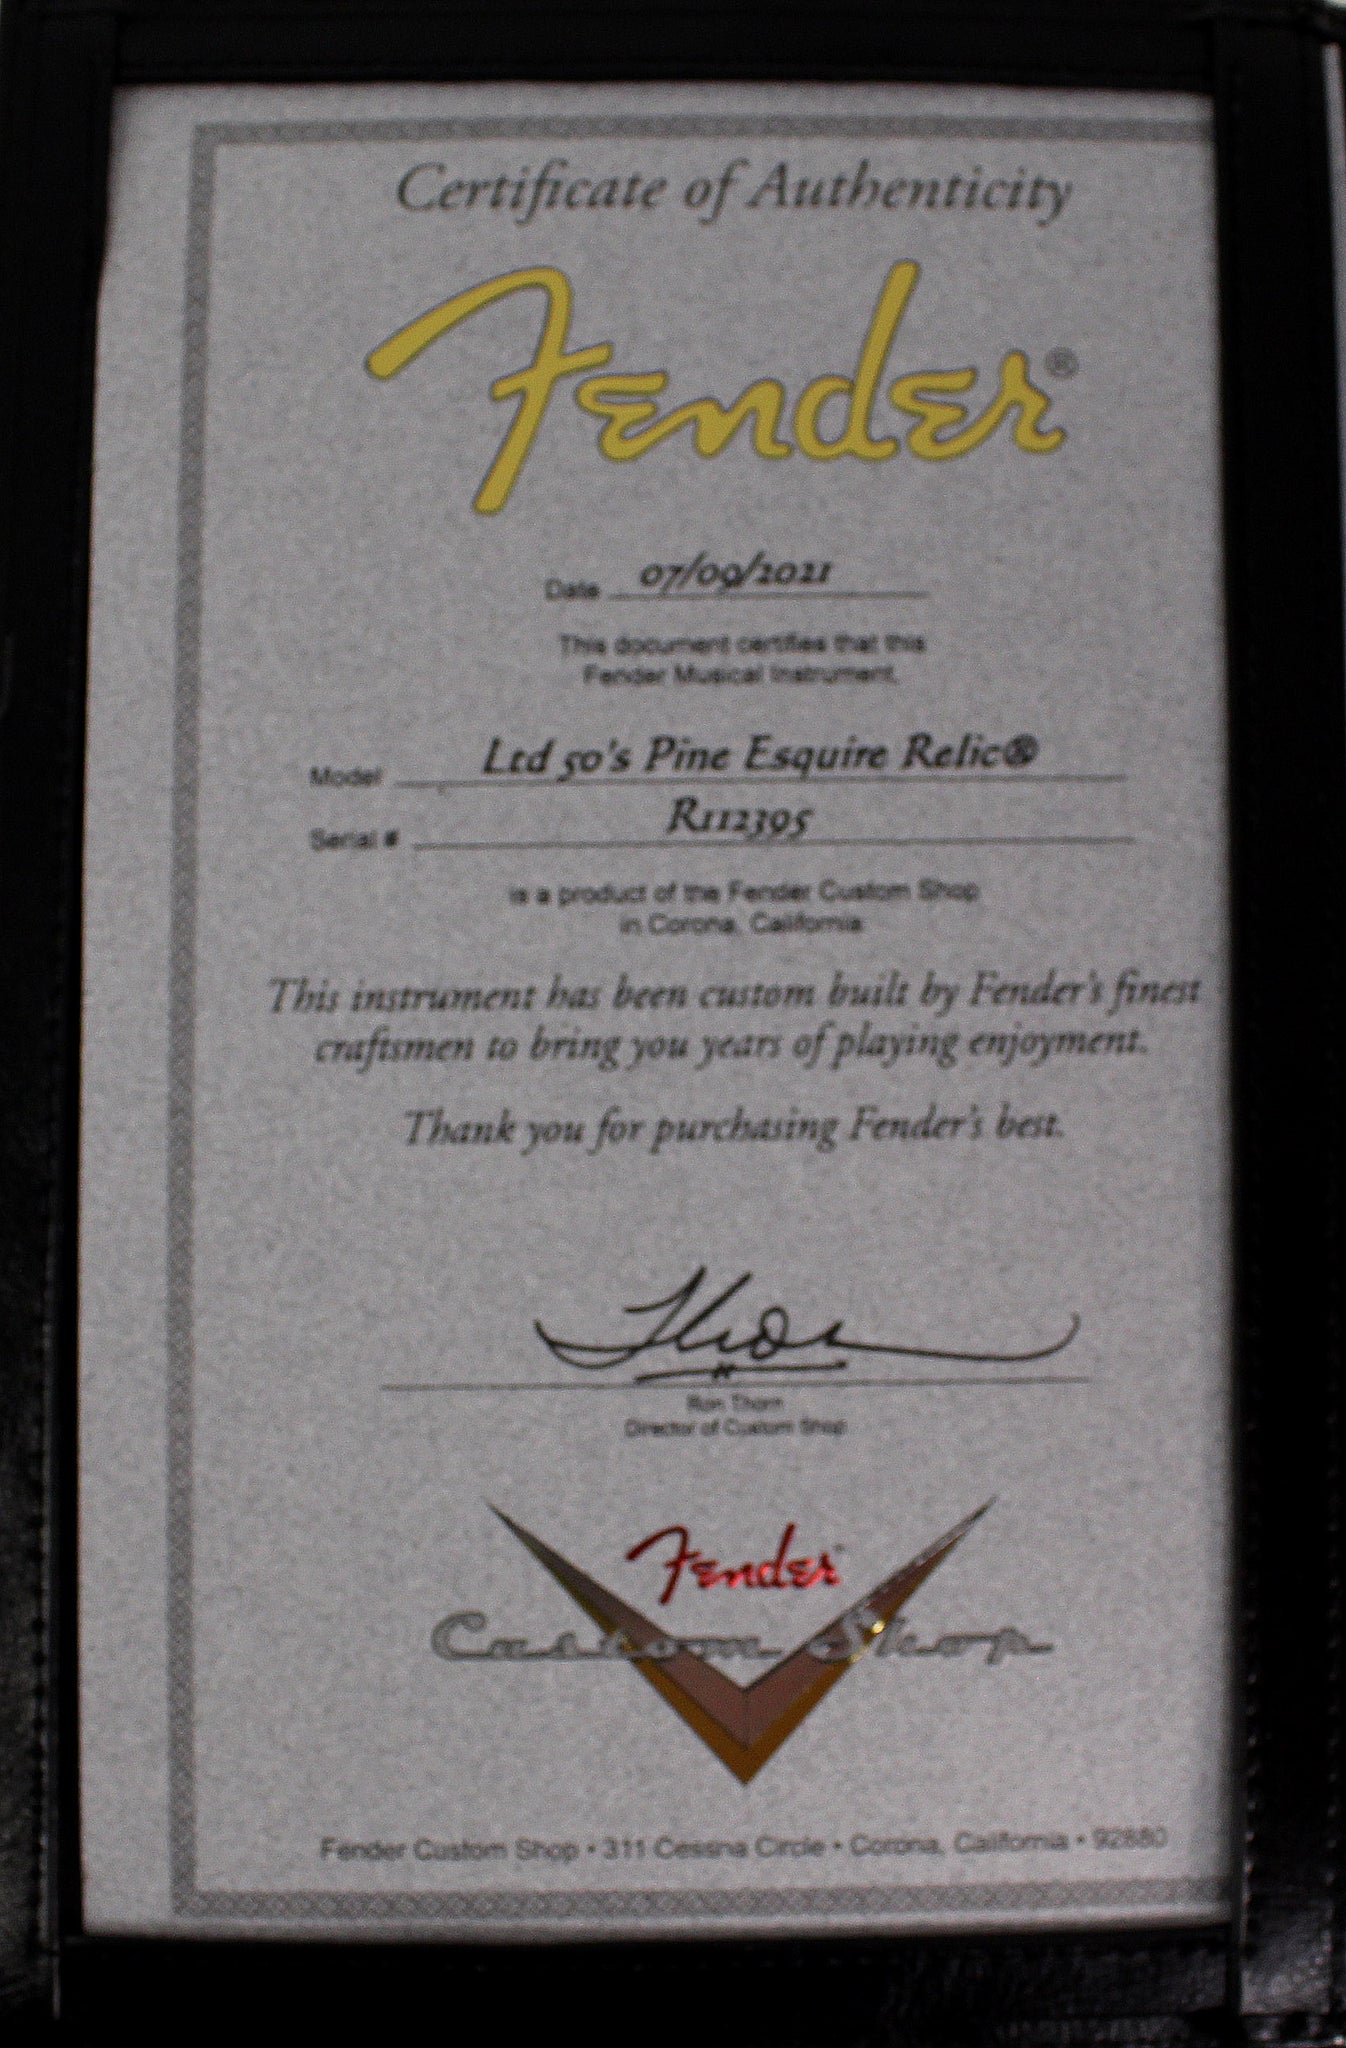 Certificate of Authenticity
Fender®
Date 07/09/2021
This document certifies that this
Fender Musical Instrument,
Model Ltd 50's Pine Esquire Relic®
Serial # R112395
is a product of the Fender Custom Shop
in Corona, California
This instrument has been custom built by Fender's finest
craftsmen to bring you years of playing enjoyment.
Thank you for purchasing Fender's best.
Ron Thorn
Director of Custom Shop
Fender
Custom Shop
Fender Custom Shop • 311 Cessna Circle • Corona, California • 92880